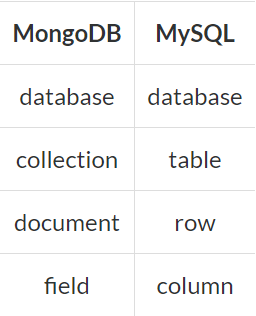 MongoDB MySQL
database database
collection table
document row
field column